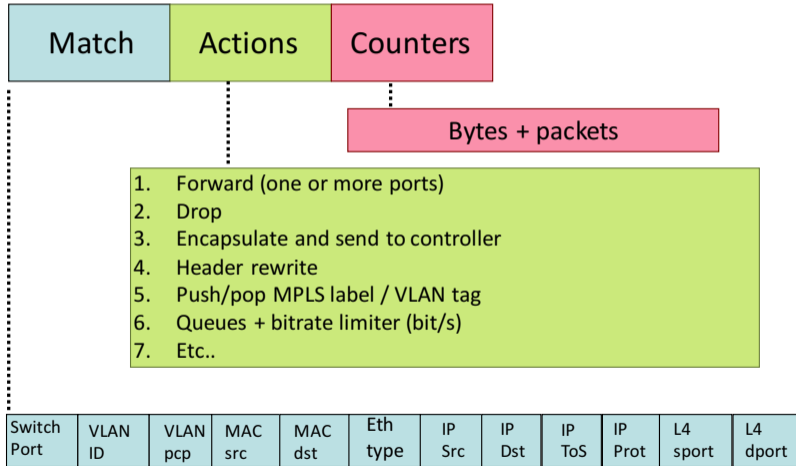 Match Actions Counters
Bytes + packets
1. Forward (one or more ports)
2. Drop
3. Encapsulate and send to controller
4. Header rewrite
5. Push/pop MPLS label / VLAN tag
6. Queues + bitrate limiter (bit/s)
7. Etc..
Switch Port
VLAN ID
VLAN pcp
MAC src
MAC dst
Eth type
IP Src
IP Dst
IP ToS
IP Prot
L4 sport
L4 dport